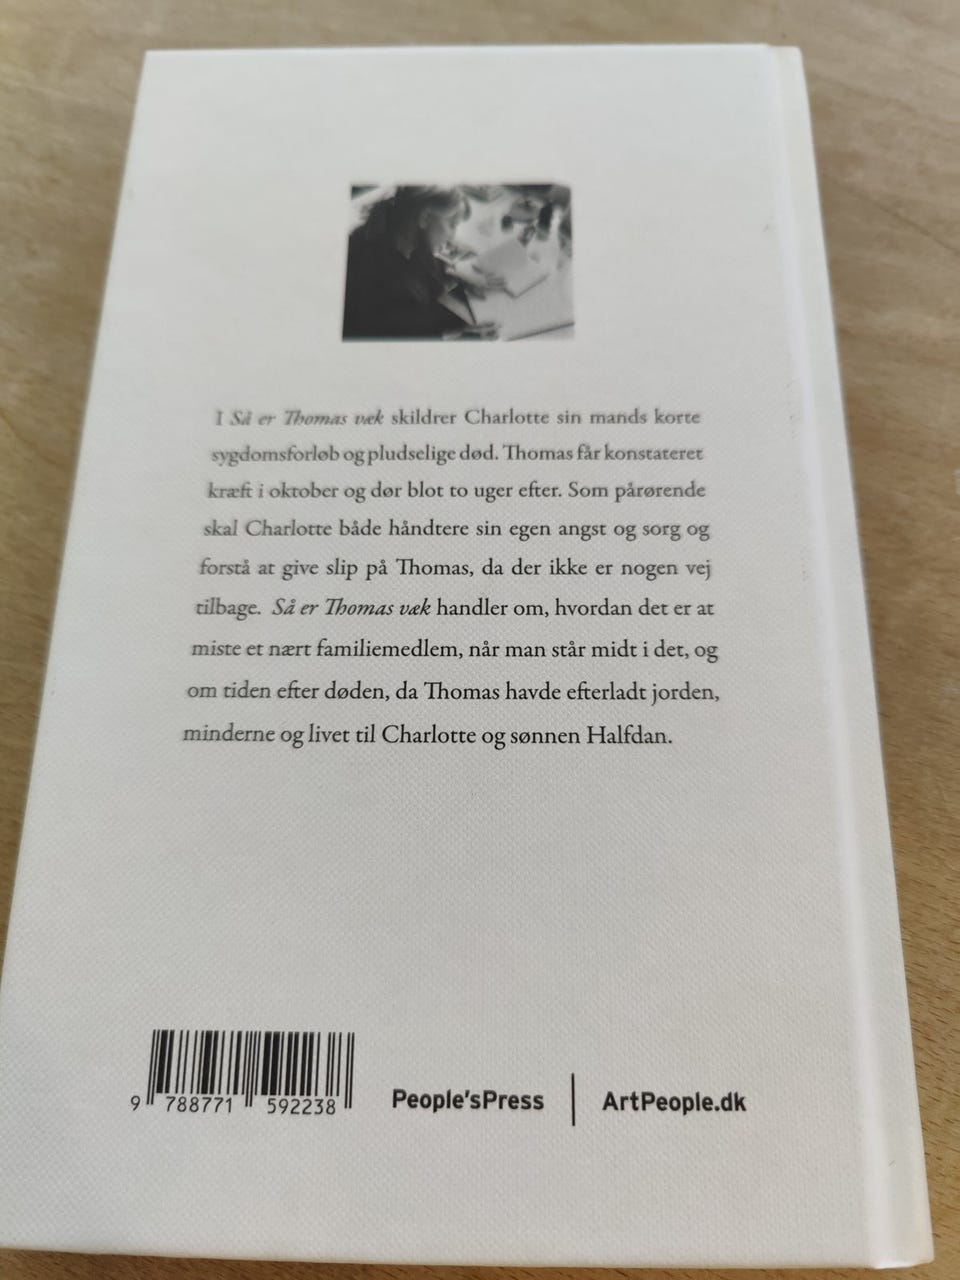 I Så er Thomas væk skildrer Charlotte sin mands korte
sygdomsforløb og pludselige død. Thomas får konstateret
kræft i oktober og dør blot to uger efter. Som pårørende
skal Charlotte både håndtere sin egen angst og sorg og
forstå at give slip på Thomas, da der ikke er nogen vej
tilbage. Så er Thomas væk handler om, hvordan det er at
miste et nært familiemedlem, når man står midt i det, og
om tiden efter døden, da Thomas havde efterladt jorden,
minderne og livet til Charlotte og sønnen Halfdan.
9 788771 592238
People'sPress | ArtPeople.dk